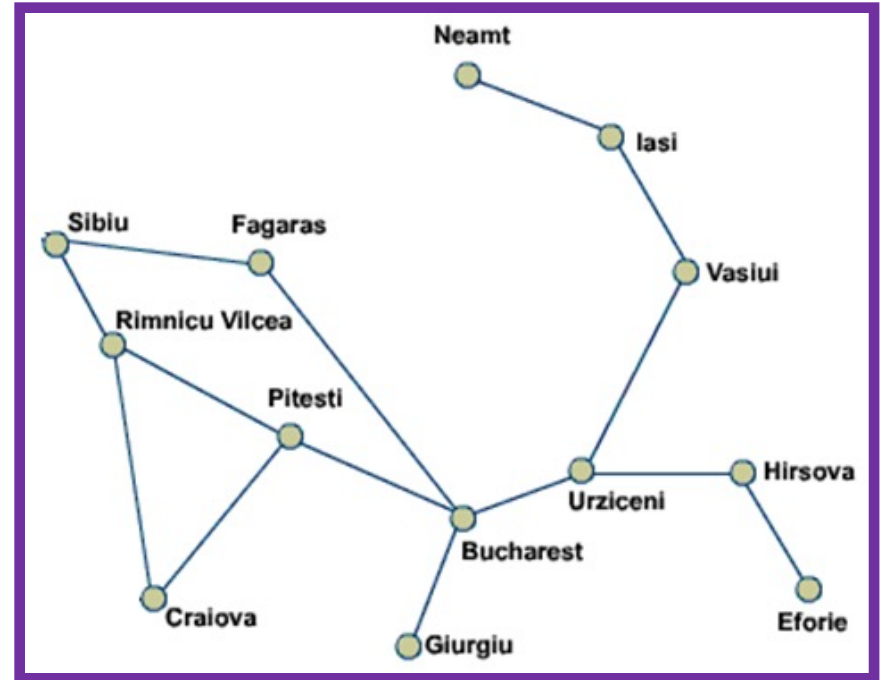 Neamt
Iasi
Sibiu
Fagaras
Vasiui
Rimnicu Vilcea
Pitesti
Hirsova
Urziceni
Bucharest
Craiova
Eforie
Giurgiu